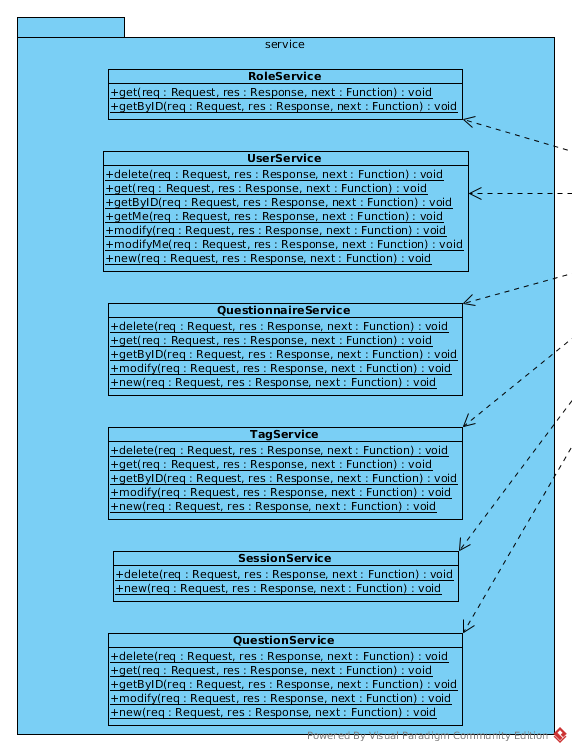 service
RoleService
+get(req : Request, res : Response, next : Function) : void
+getByID(req : Request, res : Response, next : Function) : void
UserService
+delete(req : Request, res : Response, next : Function) : void
+get(req : Request, res : Response, next : Function) : void
+getByID(req : Request, res : Response, next : Function) : void
+getMe(req : Request, res : Response, next : Function) : void
+modify(req : Request, res : Response, next : Function) : void
+modifyMe(req : Request, res : Response, next : Function) : void
+new(req : Request, res : Response, next : Function) : void
QuestionnaireService
+delete(req : Request, res : Response, next : Function) : void
+get(req : Request, res : Response, next : Function) : void
+getByID(req : Request, res : Response, next : Function) : void
+modify(req : Request, res : Response, next : Function) : void
+new(req : Request, res : Response, next : Function) : void
TagService
+delete(req : Request, res : Response, next : Function) : void
+get(req : Request, res : Response, next : Function) : void
+getByID(req : Request, res : Response, next : Function) : void
+modify(req : Request, res : Response, next : Function) : void
+new(req : Request, res : Response, next : Function) : void
SessionService
+delete(req : Request, res : Response, next : Function) : void
+new(req : Request, res : Response, next : Function) : void
QuestionService
+delete(req : Request, res : Response, next : Function) : void
+get(req : Request, res : Response, next : Function) : void
+getByID(req : Request, res : Response, next : Function) : void
+modify(req : Request, res : Response, next : Function) : void
+new(req : Request, res : Response, next : Function) : void
Powered By Visual Paradigm Community Edition